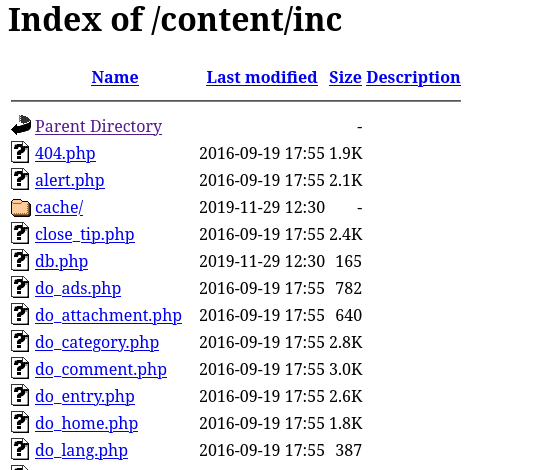 Index of /content/inc
Name Last modified Size Description
Parent Directory -
404.php 2016-09-19 17:55 1.9K
alert.php 2016-09-19 17:55 2.1K
cache/ 2019-11-29 12:30 -
close_tip.php 2016-09-19 17:55 2.4K
db.php 2019-11-29 12:30 165
do_ads.php 2016-09-19 17:55 782
do_attachment.php 2016-09-19 17:55 640
do_category.php 2016-09-19 17:55 2.8K
do_comment.php 2016-09-19 17:55 3.0K
do_entry.php 2016-09-19 17:55 2.6K
do_home.php 2016-09-19 17:55 1.8K
do_lang.php 2016-09-19 17:55 387